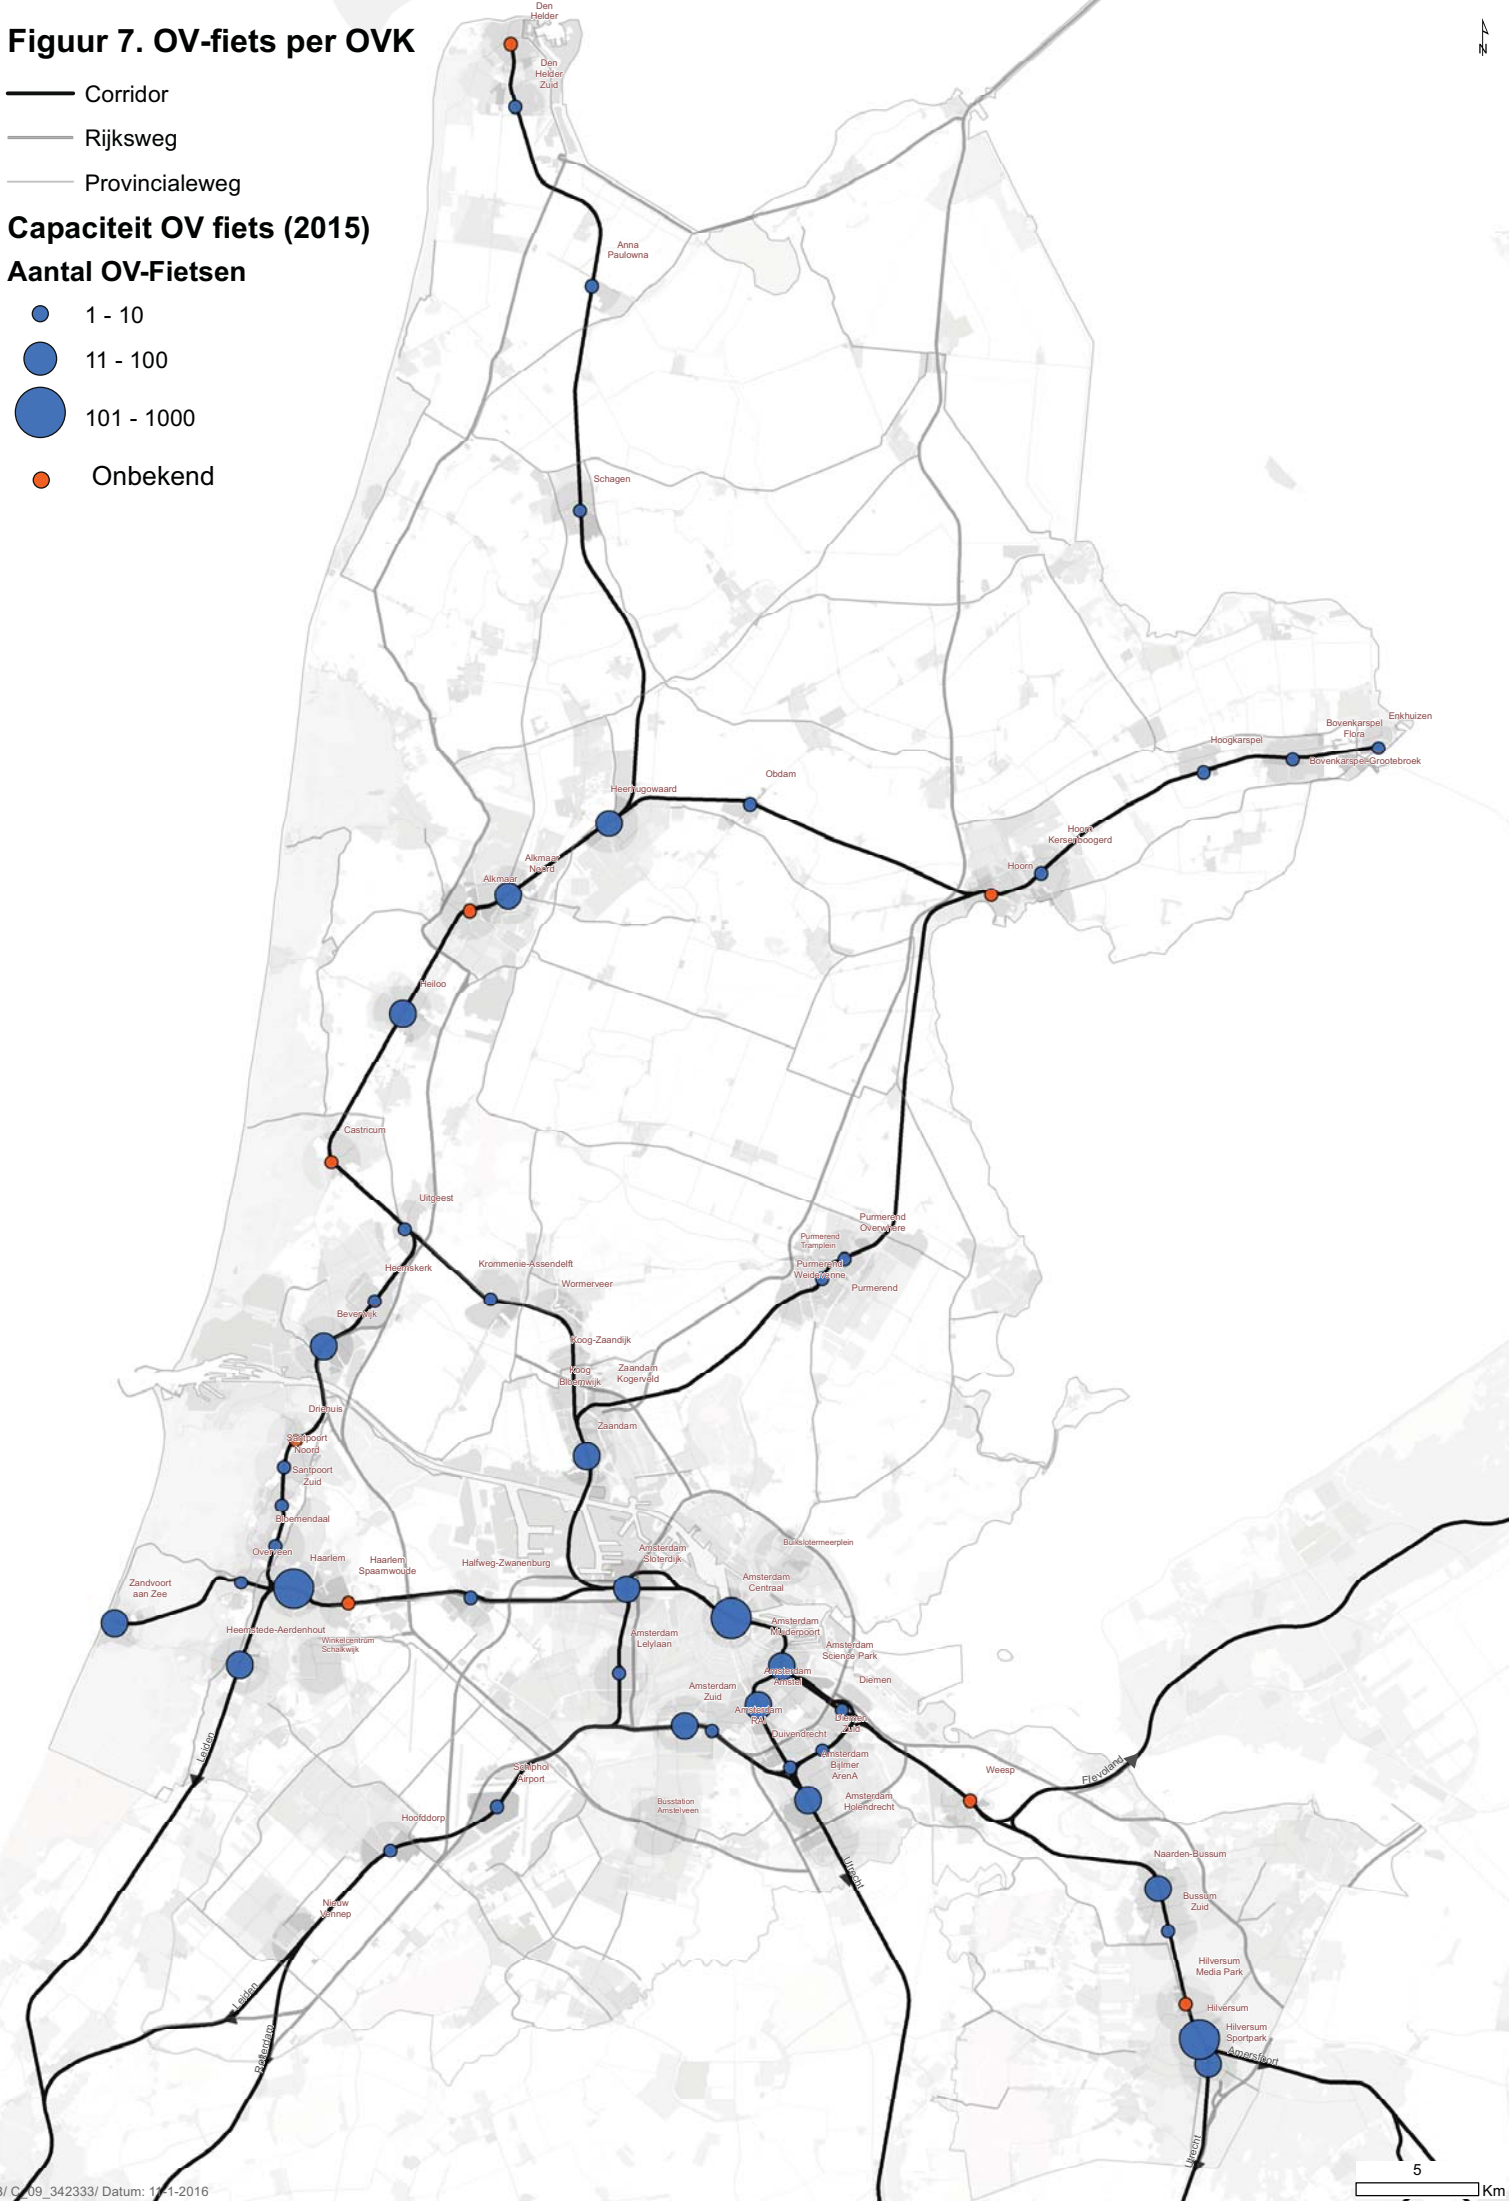 Figuur 7. OV-fiets per OVK
Corridor
Rijksweg
Provincialeweg
Capaciteit OV fiets (2015)
Aantal OV-Fietsen
1 - 10
11 - 100
101 - 1000
Onbekend
N
Den
Helder
Den
Helder
Zuid
Anna
Paulowna
Schagen
Enkhuizen
Bovenkarspel
Flora
Hoogkarspel
Bovenkarspel-Grootebroek
Obdam
Heerhugowaard
Hoorn
Kersenboogerd
Hoorn
Alkmaar
Noord
Alkmaar
Heiloo
Castricum
Uitgeest
Purmerend
Overwhere
Purmerend
Tramplein
Purmerend
Weidevenne
Purmerend
Krommenie-Assendelft
Heemskerk
Wormerveer
Beverwijk
Koog-Zaandijk
Koog
Bloemwijk
Zaandam
Kogerveld
Driehuis
Zaandam
Santpoort
Noord
Santpoort
Zuid
Bloemendaal
Buikslotermeerplein
Overveen
Haarlem
Haarlem
Spaarnwoude
Halfweg-Zwanenburg
Amsterdam
Sloterdijk
Amsterdam
Centraal
Zandvoort
aan Zee
Heemstede-Aerdenhout
Winkelcentrum
Schalkwijk
Amsterdam
Lelylaan
Amsterdam
Muiderpoort
Amsterdam
Science Park
Amsterdam
Amstel
Diemen
Amsterdam
Zuid
Amsterdam
RAI
Diemen
Zuid
Duivendrecht
Amsterdam
Bijlmer
ArenA
Leiden
Schiphol
Airport
Weesp
Flevoland
Amsterdam
Holendrecht
Busstation
Amstelveen
Hoofddorp
Utrecht
Naarden-Bussum
Bussum
Zuid
Nieuw
Vennep
Hilversum
Media Park
Leiden
Hilversum
Hilversum
Sportpark
Rotterdam
Amersfoort
Utrecht
5
Km
C_09_342333/ Datum: 11-1-2016